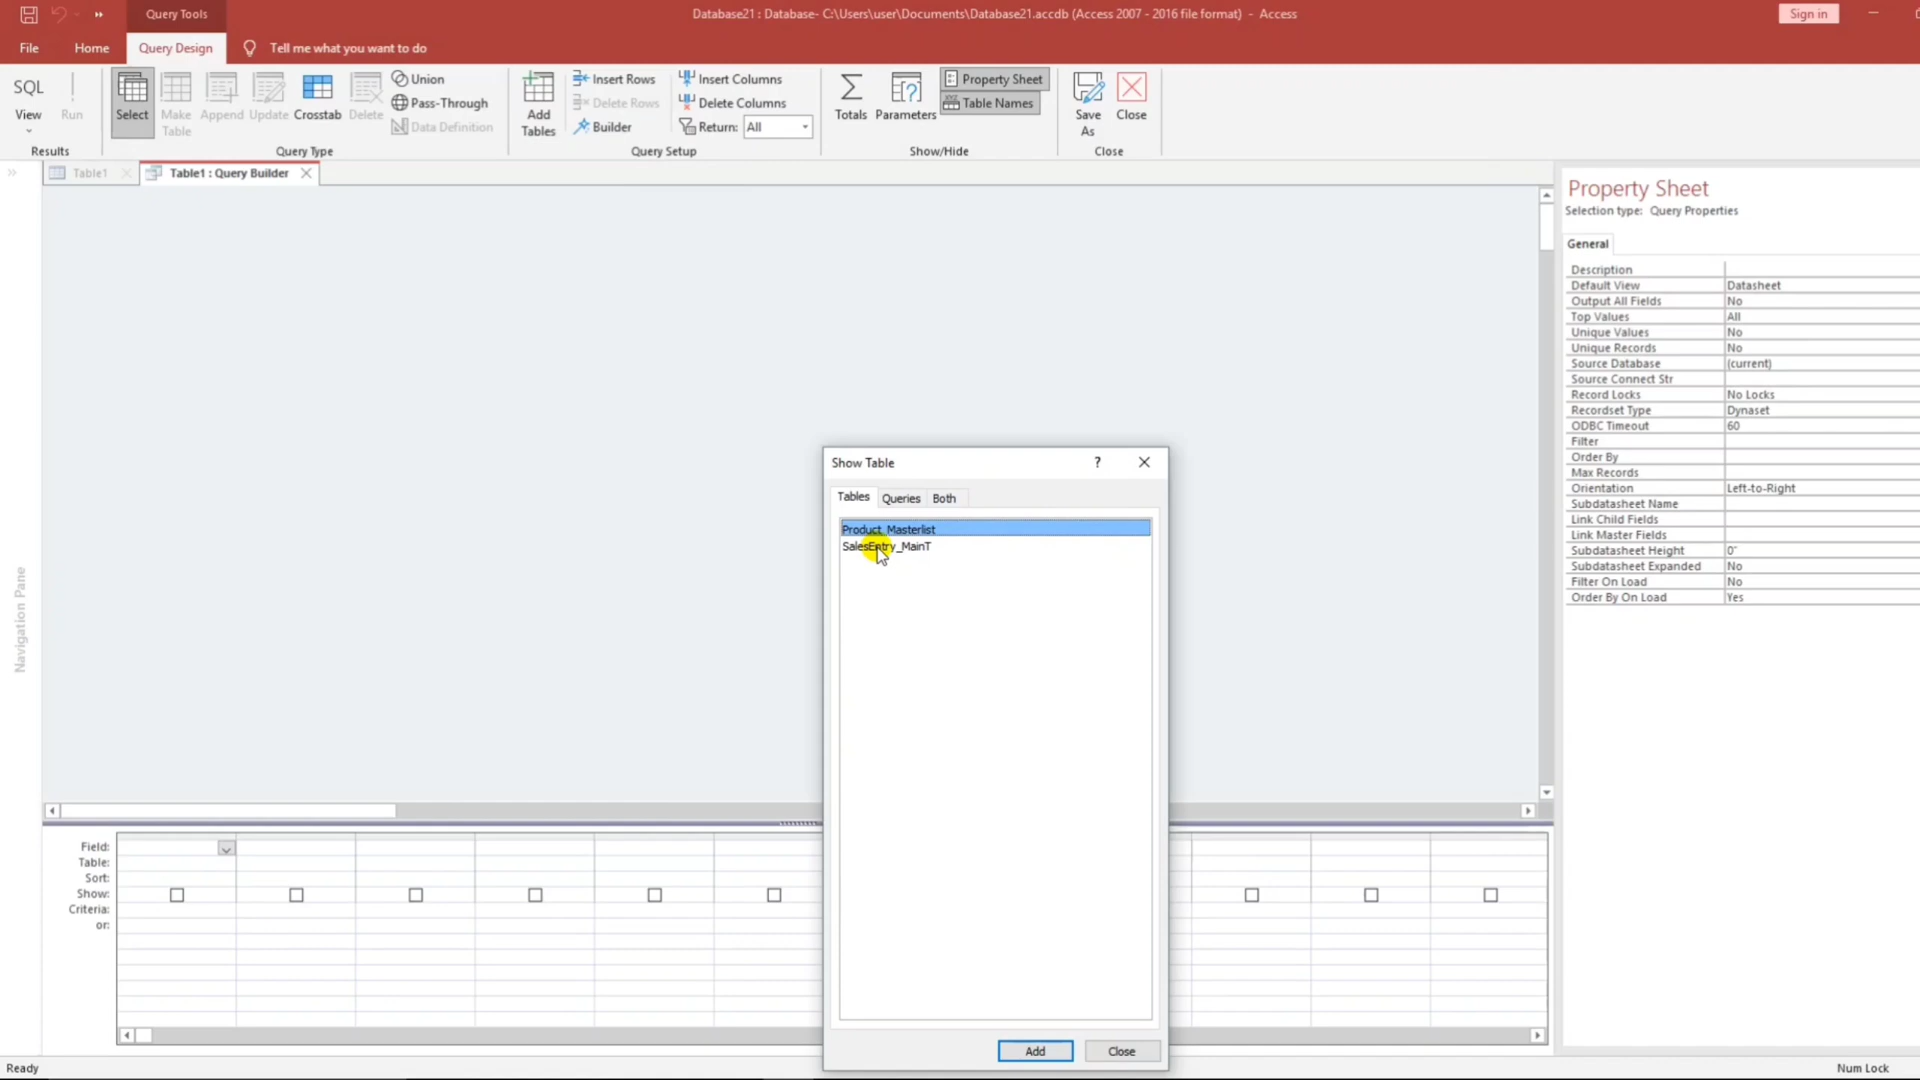 Query Tools
Database21 : Database- C:\Users\user\Documents\Database21.accdb (Access 2007 - 2016 file format) - Access
Sign in
File
Home
Query Design
Tell me what you want to do
SQL
View
Run
Results
Select
Make
Table
Append
Update
Crosstab
Delete
Union
Pass-Through
Data Definition
Query Type
Add
Tables
Insert Rows
Delete Rows
Builder
Insert Columns
Delete Columns
Return: All
Query Setup
Totals
Parameters
Property Sheet
Table Names
Show/Hide
Save
As
Close
Close
Table1
Table1 : Query Builder
Navigation Pane
Show Table
?
Tables
Queries
Both
Product_Masterlist
SalesEntry_MainT
Add
Close
Field:
Table:
Sort:
Show:
Criteria:
or:
Property Sheet
Selection type: Query Properties
General
Description
Default View Datasheet
Output All Fields No
Top Values All
Unique Values No
Unique Records No
Source Database (current)
Source Connect Str
Record Locks No Locks
Recordset Type Dynaset
ODBC Timeout 60
Filter
Order By
Max Records
Orientation Left-to-Right
Subdatasheet Name
Link Child Fields
Link Master Fields
Subdatasheet Height 0"
Subdatasheet Expanded No
Filter On Load No
Order By On Load Yes
Ready
Num Lock